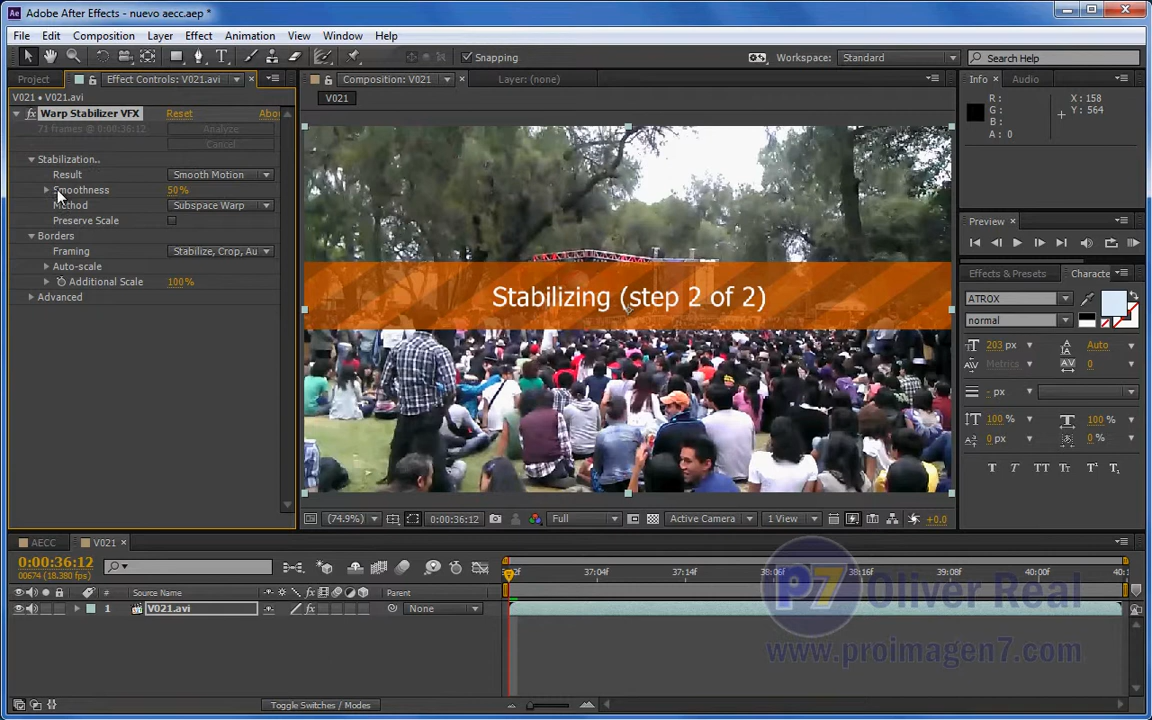 Adobe After Effects - nuevo aecc.aep *
File Edit Composition Layer Effect Animation View Window Help
Snapping Workspace: Standard Search Help
Project Effect Controls: V021.avi Composition: V021 Layer: (none) Info Audio
V021 • V021.avi
V021
fx Warp Stabilizer VFX Reset Abo
71 frames @ 0:00:36:12 Analyze
Cancel
Stabilization..
Result Smooth Motion
Smoothness 50%
Method Subspace Warp
Preserve Scale
Borders
Framing Stabilize, Crop, Au
Auto-scale
Additional Scale 100%
Advanced
Stabilizing (step 2 of 2)
(74.9%) 0:00:36:12 Full Active Camera 1 View +0.0
R: X: 158
G: Y: 564
B:
A: 0
Preview
Effects & Presets Characte
ATROX
normal
203 px Auto
Metrics 0
- px
100% 100%
0 px 0%
T T TT Tt T¹ T₁
AECC V021
0:00:36:12
00674 (18.380 fps)
# Source Name Parent
1 V021.avi None
:12f 37:04f 37:14f 38:06f 38:16f 39:08f 40:00f 40:1
Toggle Switches / Modes
P7 Oliver Real
www.proimagen7.com